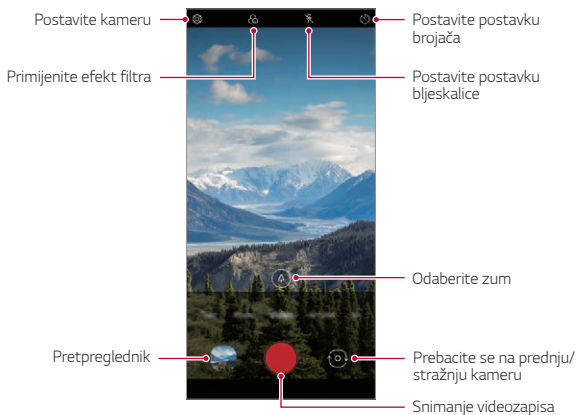 Postavite kameru
Postavite postavku
brojača
Primijenite efekt filtra
Postavite postavku
bljeskalice
Odaberite zum
Pretpreglednik
Prebacite se na prednju/
stražnju kameru
Snimanje videozapisa